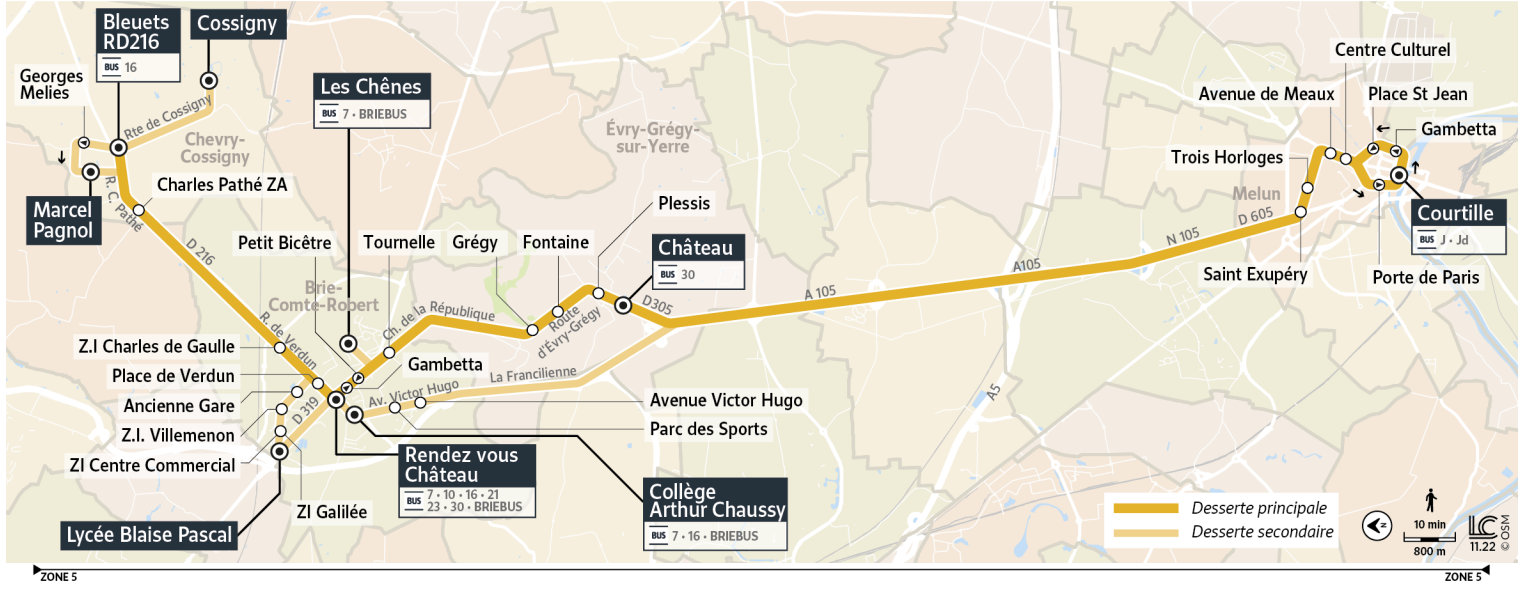 Bleuets
RD216
BUS 16
Cossigny
Georges
Melies
Rte de Cossigny
Chevry-
Cossigny
Marcel
Pagnol
R. C. Pathé
Charles Pathé ZA
D 216
Les Chênes
BUS 7 • BRIEBUS
Évry-Grégy-
sur-Yerre
Petit Bicêtre
Tournelle
Grégy
Fontaine
Plessis
Château
BUS 30
Brie-
Comte-Robert
Ch. de la République
Route
d'Évry-Grégy
D305
R. de Verdun
Z.I Charles de Gaulle
Place de Verdun
Ancienne Gare
Z.I. Villemenon
ZI Centre Commercial
D 319
Gambetta
Av. Victor Hugo
La Francilienne
Avenue Victor Hugo
Parc des Sports
ZI Galilée
Lycée Blaise Pascal
Rendez vous
Château
BUS 7 • 10 • 16 • 21
23 • 30 • BRIEBUS
Collège
Arthur Chaussy
BUS 7 • 16 • BRIEBUS
A 105
A105
A5
N 105
D 605
Centre Culturel
Avenue de Meaux
Place St Jean
Gambetta
Trois Horloges
Melun
Courtille
BUS J • Jd
Saint Exupéry
Porte de Paris
Desserte principale
Desserte secondaire
N
10 min
800 m
LC
11.22
© OSM
ZONE 5
ZONE 5